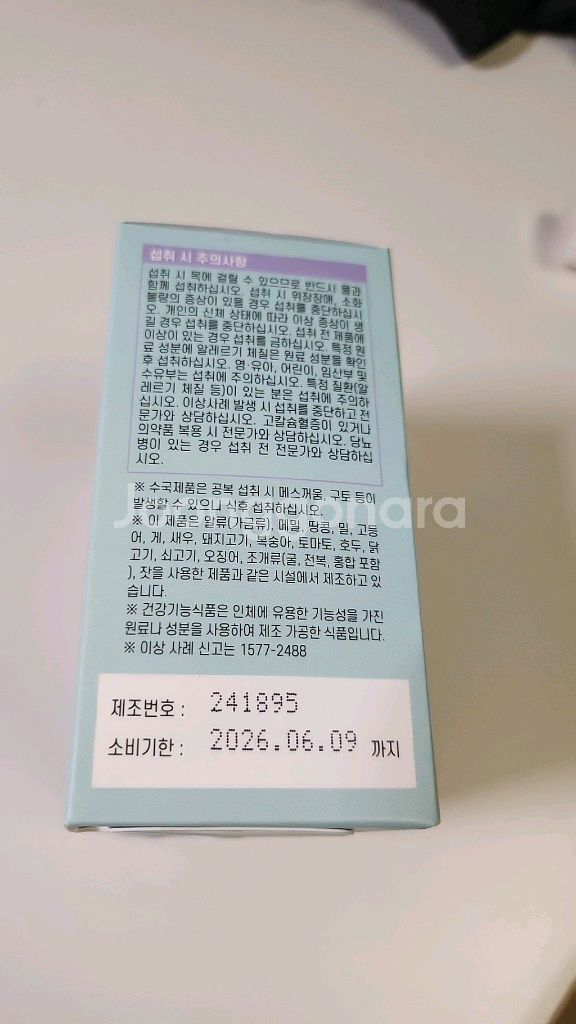 섭취 시 주의사항
섭취 시 목에 걸릴 수 있으므로 반드시 물과
함께 섭취하십시오. 섭취 시 위장장애, 소화
불량의 증상이 있을 경우 섭취를 중단하십시
오. 개인의 신체 상태에 따라 이상 증상이 생
길 경우 섭취를 중단하십시오. 섭취 전 제품에
이상이 있는 경우 섭취를 금하십시오. 특정 원
료 성분에 알레르기 체질은 원료 성분을 확인
후 섭취하십시오. 영·유아, 어린이, 임산부 및
수유부는 섭취에 주의하십시오. 특정 질환(알
레르기 체질 등)이 있는 분은 섭취에 주의하
십시오. 이상사례 발생 시 섭취를 중단하고 전
문가와 상담하십시오. 고칼슘혈증이 있거나
의약품 복용 시 전문가와 상담하십시오. 당뇨
병이 있는 경우 섭취 전 전문가와 상담하십
시오.
※ 수국제품은 공복 섭취 시 메스꺼움, 구토 등이
발생할 수 있으니 식후 섭취하십시오.
※ 이 제품은 알류(가금류), 메밀, 땅콩, 밀, 고등
어, 게, 새우, 돼지고기, 복숭아, 토마토, 호두, 닭
고기, 쇠고기, 오징어, 조개류(굴, 전복, 홍합 포함
), 잣을 사용한 제품과 같은 시설에서 제조하고 있
습니다.
※ 건강기능식품은 인체에 유용한 기능성을 가진
원료나 성분을 사용하여 제조 가공한 식품입니다.
※ 이상 사례 신고는 1577-2488
제조번호 : 241895
소비기한 : 2026.06.09 까지
Joonggonara